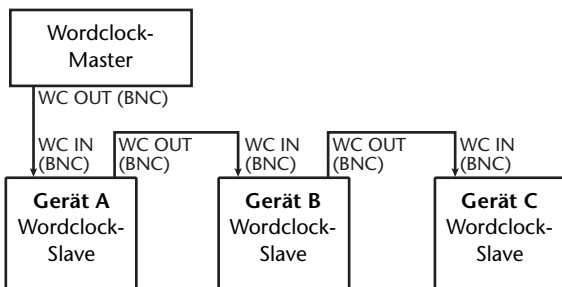 Wordclock-
Master
WC OUT (BNC)
WC IN
(BNC)
WC OUT
(BNC)
WC IN
(BNC)
WC OUT
(BNC)
WC IN
(BNC)
Gerät A
Wordclock-
Slave
Gerät B
Wordclock-
Slave
Gerät C
Wordclock-
Slave